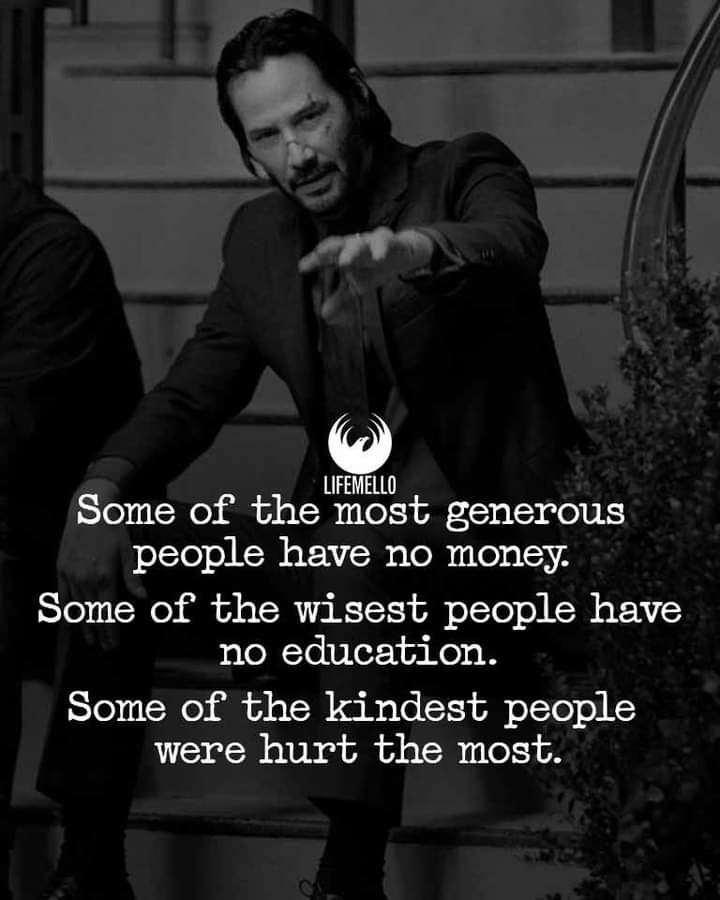 LIFEMELLO
Some of the most generous
people have no money.
Some of the wisest people have
no education.
Some of the kindest people
were hurt the most.